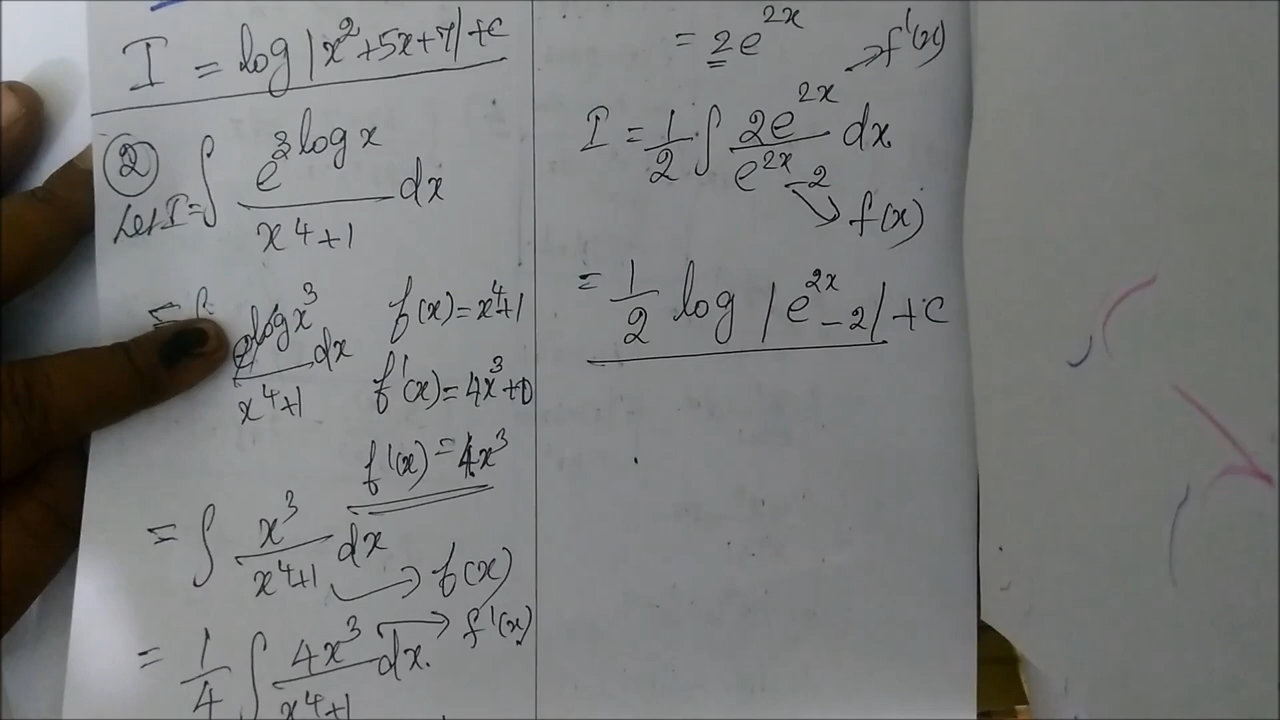 I = log |x²+5x+7| + c
② Let I = ∫ e^(3 log x) / (x⁴+1) dx
= ∫ e^(log x³) / (x⁴+1) dx f(x) = x⁴+1
f'(x) = 4x³+0
f'(x) = 4x³
= ∫ x³ / (x⁴+1) dx → f(x)
= 1/4 ∫ 4x³ / (x⁴+1) dx. → f'(x)
= 2e^(2x)
→ f'(x)
I = 1/2 ∫ 2e^(2x) / (e^(2x) - 2) dx
→ f(x)
= 1/2 log |e^(2x) - 2| + c